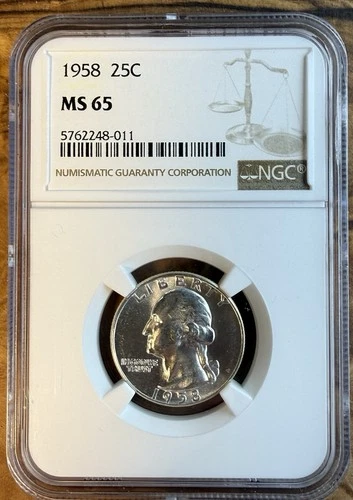 1958 25C
MS 65
5762248-011
NUMISMATIC GUARANTY CORPORATION
NGC®
LIBERTY
IN GOD WE
TRUST
1958